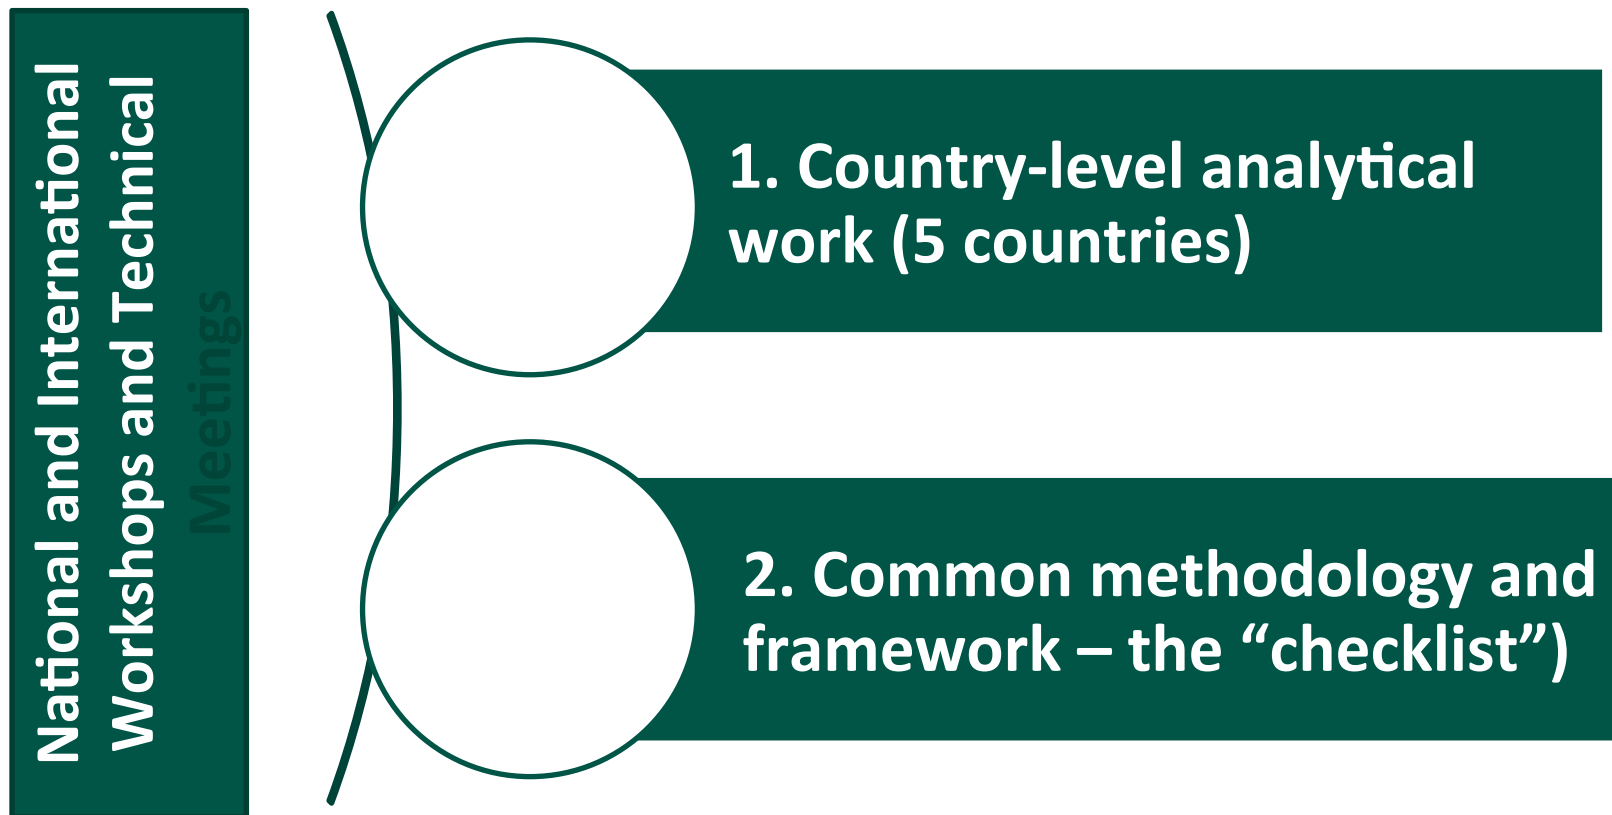 National and International
Workshops and Technical
Meetings
1. Country-level analytical
work (5 countries)
2. Common methodology and
framework – the “checklist”)